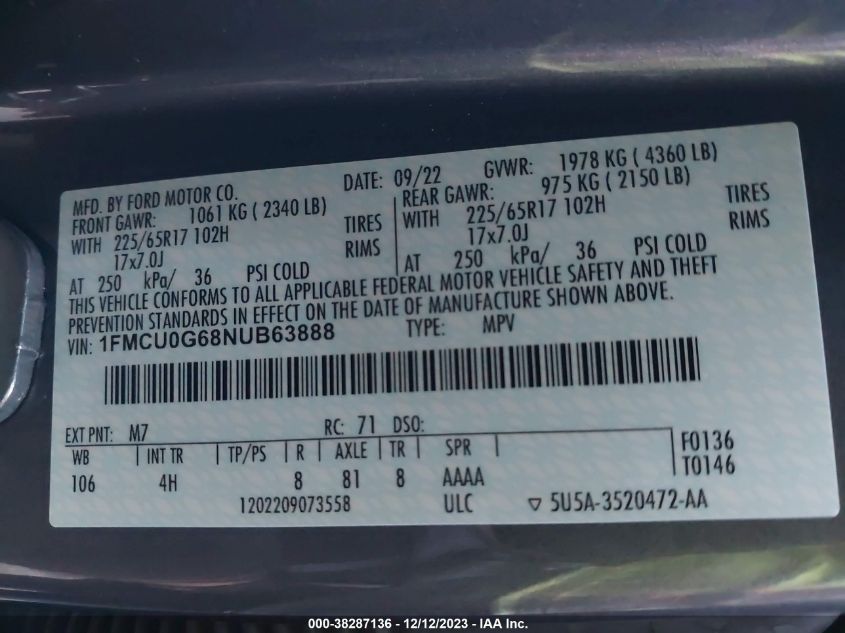 MFD. BY FORD MOTOR CO. DATE: 09/22 GVWR: 1978 KG ( 4360 LB)
FRONT GAWR: 1061 KG ( 2340 LB) REAR GAWR: 975 KG ( 2150 LB)
WITH 225/65R17 102H TIRES WITH 225/65R17 102H TIRES
17x7.0J RIMS 17x7.0J RIMS
AT 250 kPa/ 36 PSI COLD AT 250 kPa/ 36 PSI COLD
THIS VEHICLE CONFORMS TO ALL APPLICABLE FEDERAL MOTOR VEHICLE SAFETY AND THEFT
PREVENTION STANDARDS IN EFFECT ON THE DATE OF MANUFACTURE SHOWN ABOVE.
VIN: 1FMCU0G68NUB63888 TYPE: MPV
EXT PNT: M7 RC: 71 DSO:
WB INT TR TP/PS R AXLE TR SPR F0136
106 4H 8 81 8 AAAA T0146
1202209073558 ULC ▽ 5U5A-3520472-AA
000-38287136 - 12/12/2023 - IAA Inc.